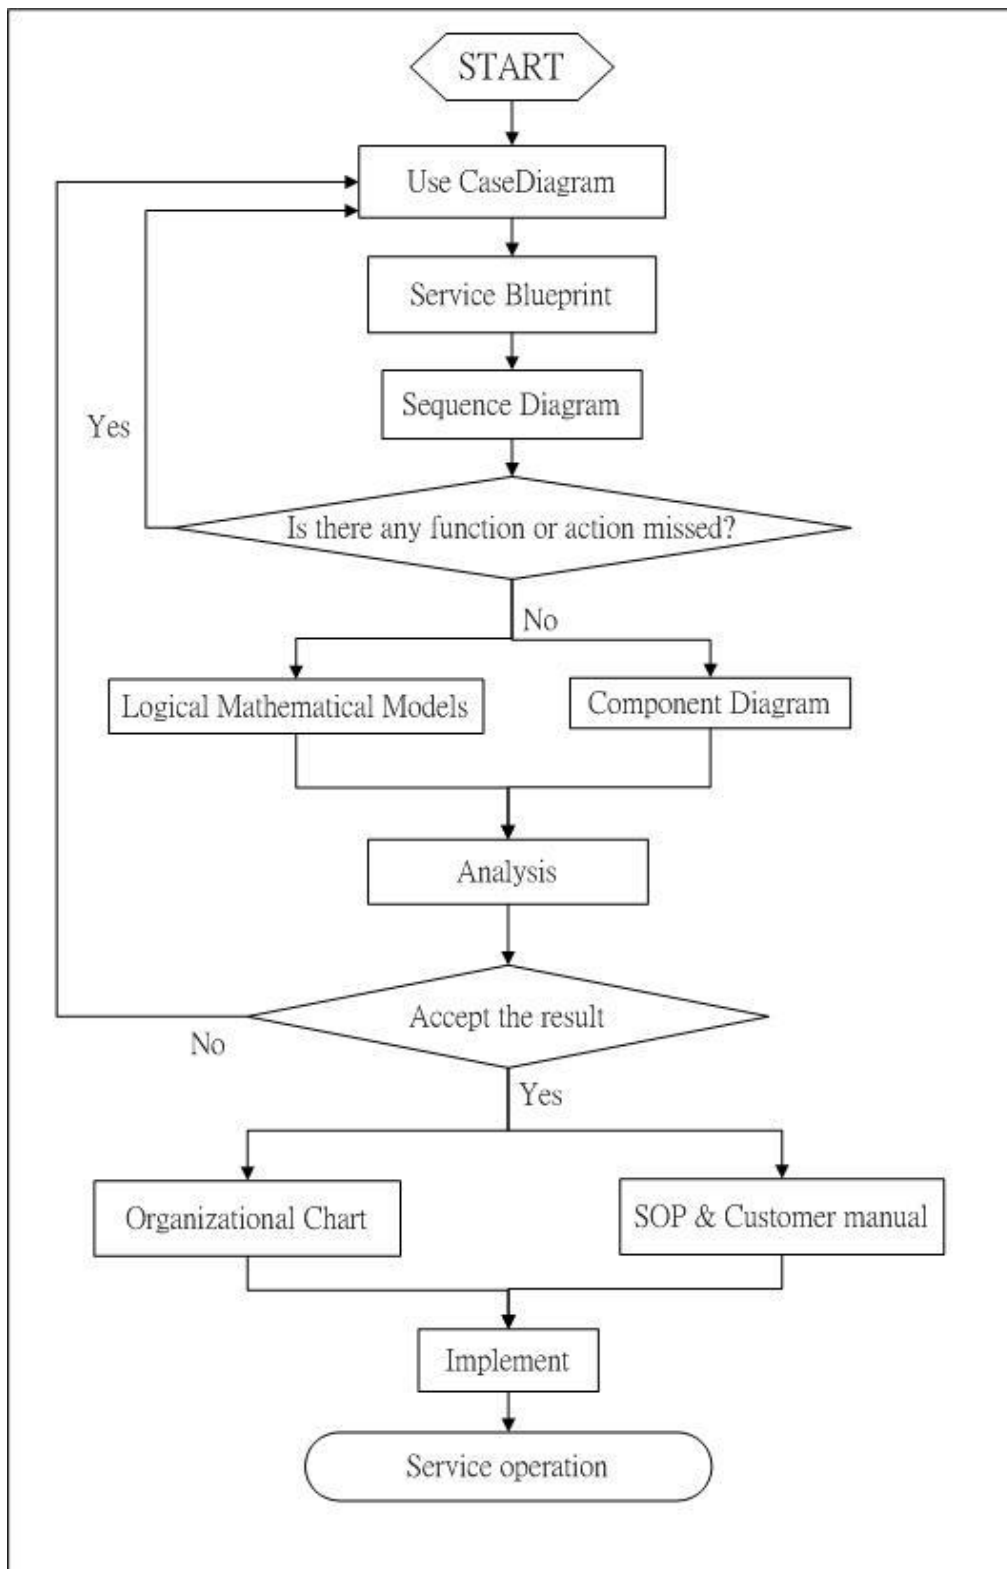 START
Use CaseDiagram
Service Blueprint
Sequence Diagram
Yes
Is there any function or action missed?
No
Logical Mathematical Models
Component Diagram
Analysis
Accept the result
No
Yes
Organizational Chart
SOP & Customer manual
Implement
Service operation